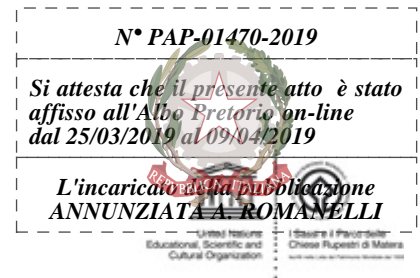 N° PAP-01470-2019
Si attesta che il presente atto è stato
affisso all'Albo Pretorio on-line
dal 25/03/2019 al 09/04/2019
L'incaricato della pubblicazione
ANNUNZIATA A. ROMANELLI
REPUBBLICA ITALIANA
United Nations
Educational, Scientific and
Cultural Organization
I Sassi e il Parco delle
Chiese Rupestri di Matera